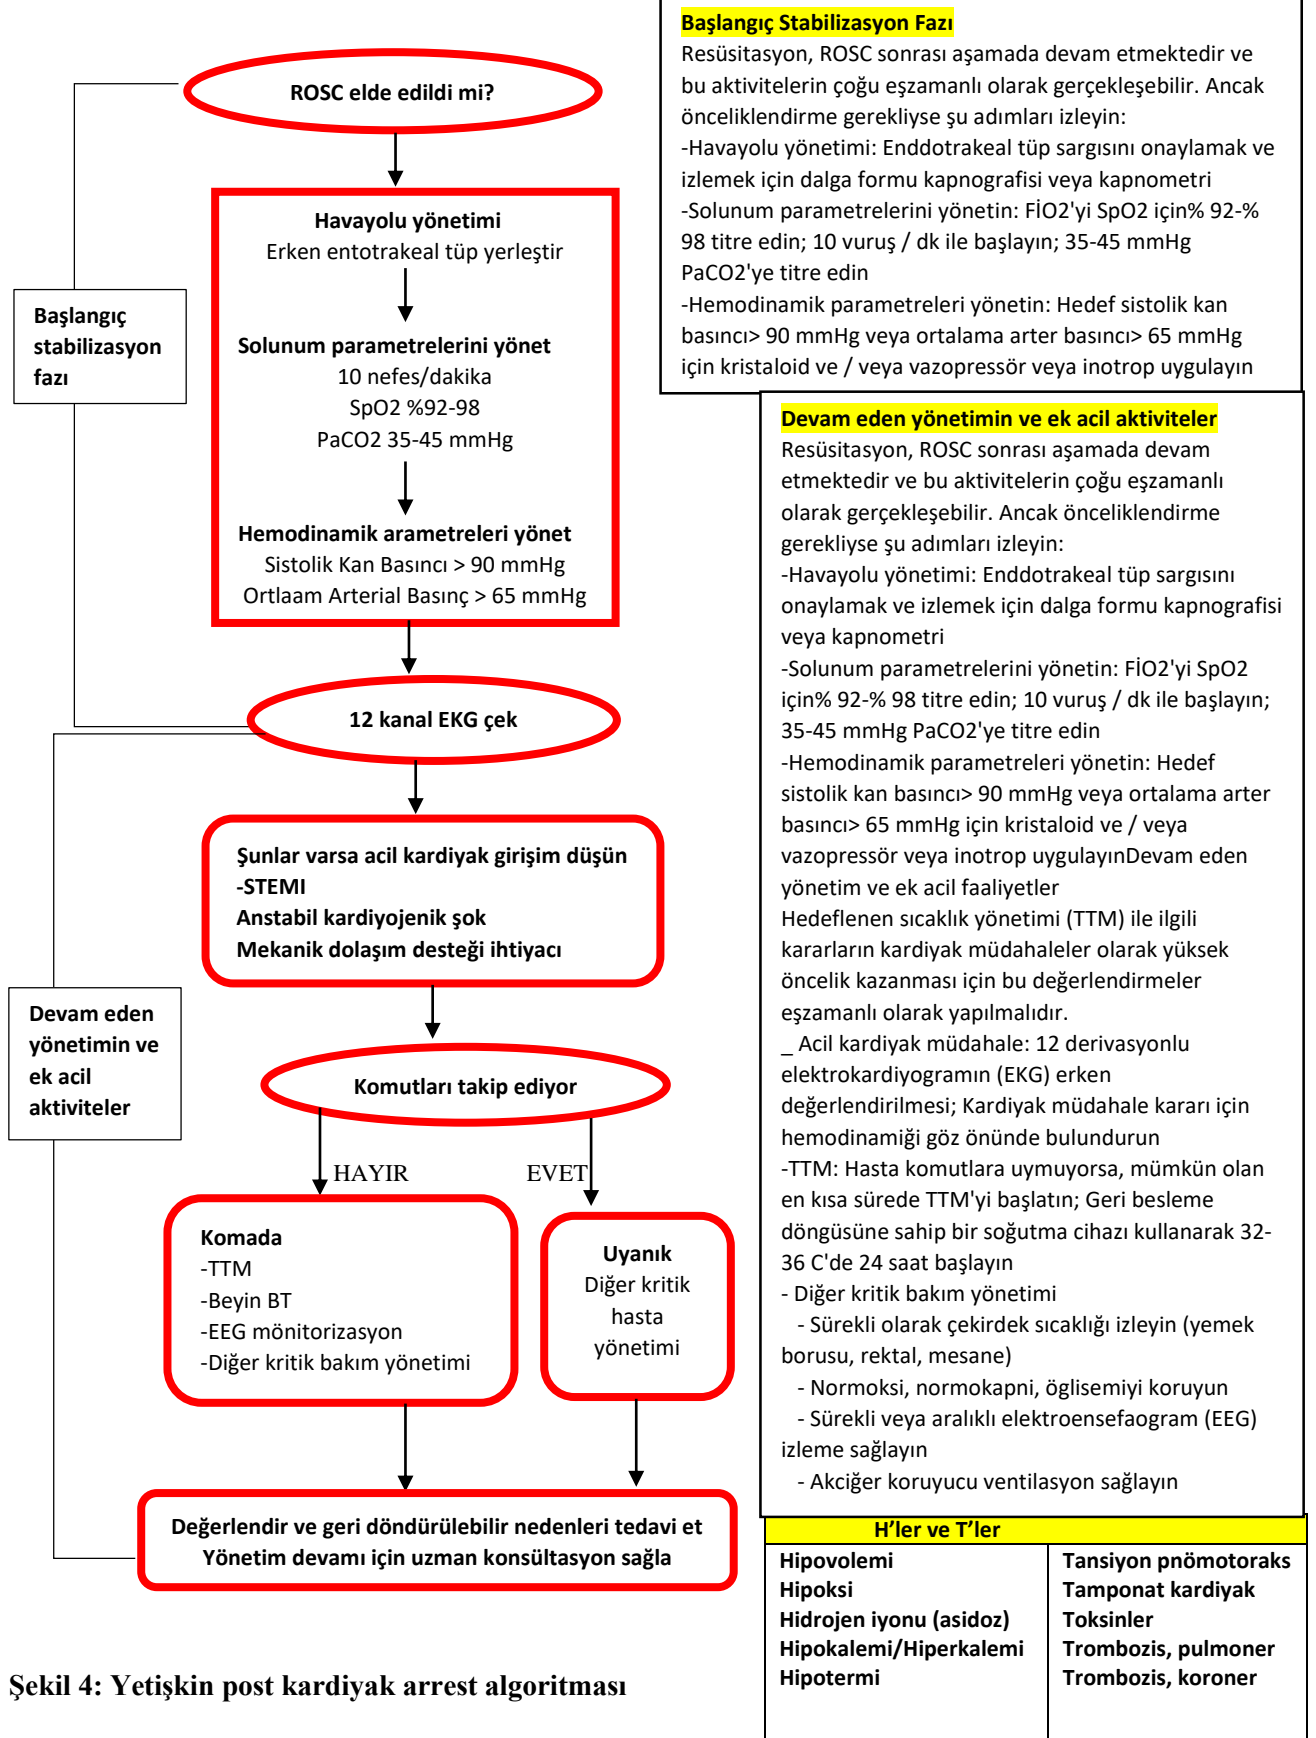 ROSC elde edildi mi?
Havayolu yönetimi
Erken entotrakeal tüp yerleştir
Solunum parametrelerini yönet
10 nefes/dakika
SpO2 %92-98
PaCO2 35-45 mmHg
Hemodinamik arametreleri yönet
Sistolik Kan Basıncı > 90 mmHg
Ortlaam Arterial Basınç > 65 mmHg
Başlangıç
stabilizasyon
fazı
12 kanal EKG çek
Şunlar varsa acil kardiyak girişim düşün
-STEMI
Anstabil kardiyojenik şok
Mekanik dolaşım desteği ihtiyacı
Devam eden
yönetimin ve
ek acil
aktiviteler
Komutları takip ediyor
HAYIR
EVET
Komada
-TTM
-Beyin BT
-EEG mönitorizasyon
-Diğer kritik bakım yönetimi
Uyanık
Diğer kritik
hasta
yönetimi
Değerlendir ve geri döndürülebilir nedenleri tedavi et
Yönetim devamı için uzman konsültasyon sağla
Başlangıç Stabilizasyon Fazı
Resüsitasyon, ROSC sonrası aşamada devam etmektedir ve
bu aktivitelerin çoğu eşzamanlı olarak gerçekleşebilir. Ancak
önceliklendirme gerekliyse şu adımları izleyin:
-Havayolu yönetimi: Enddotrakeal tüp sargısını onaylamak ve
izlemek için dalga formu kapnografisi veya kapnometri
-Solunum parametrelerini yönetin: FİO2'yi SpO2 için% 92-%
98 titre edin; 10 vuruş / dk ile başlayın; 35-45 mmHg
PaCO2'ye titre edin
-Hemodinamik parametreleri yönetin: Hedef sistolik kan
basıncı> 90 mmHg veya ortalama arter basıncı> 65 mmHg
için kristaloid ve / veya vazopressör veya inotrop uygulayın
Devam eden yönetimin ve ek acil aktiviteler
Resüsitasyon, ROSC sonrası aşamada devam
etmektedir ve bu aktivitelerin çoğu eşzamanlı
olarak gerçekleşebilir. Ancak önceliklendirme
gerekliyse şu adımları izleyin:
-Havayolu yönetimi: Enddotrakeal tüp sargısını
onaylamak ve izlemek için dalga formu kapnografisi
veya kapnometri
-Solunum parametrelerini yönetin: FİO2'yi SpO2
için% 92-% 98 titre edin; 10 vuruş / dk ile başlayın;
35-45 mmHg PaCO2'ye titre edin
-Hemodinamik parametreleri yönetin: Hedef
sistolik kan basıncı> 90 mmHg veya ortalama arter
basıncı> 65 mmHg için kristaloid ve / veya
vazopressör veya inotrop uygulayınDevam eden
yönetim ve ek acil faaliyetler
Hedeflenen sıcaklık yönetimi (TTM) ile ilgili
kararların kardiyak müdahaleler olarak yüksek
öncelik kazanması için bu değerlendirmeler
eşzamanlı olarak yapılmalıdır.
_ Acil kardiyak müdahale: 12 derivasyonlu
elektrokardiyogramın (EKG) erken
değerlendirilmesi; Kardiyak müdahale kararı için
hemodinamiği göz önünde bulundurun
-TTM: Hasta komutlara uymuyorsa, mümkün olan
en kısa sürede TTM'yi başlatın; Geri besleme
döngüsüne sahip bir soğutma cihazı kullanarak 32-
36 C'de 24 saat başlayın
- Diğer kritik bakım yönetimi
- Sürekli olarak çekirdek sıcaklığı izleyin (yemek
borusu, rektal, mesane)
- Normoksi, normokapni, öglisemiyi koruyun
- Sürekli veya aralıklı elektroensefaogram (EEG)
izleme sağlayın
- Akciğer koruyucu ventilasyon sağlayın
H’ler ve T’ler
Hipovolemi
Hipoksi
Hidrojen iyonu (asidoz)
Hipokalemi/Hiperkalemi
Hipotermi
Tansiyon pnömotoraks
Tamponat kardiyak
Toksinler
Trombozis, pulmoner
Trombozis, koroner
Şekil 4: Yetişkin post kardiyak arrest algoritması